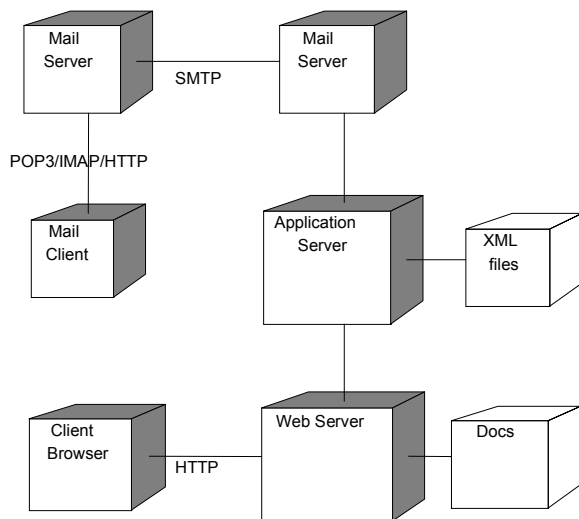 Mail
Server
Mail
Server
SMTP
POP3/IMAP/HTTP
Mail
Client
Application
Server
XML
files
Client
Browser
HTTP
Web Server
Docs